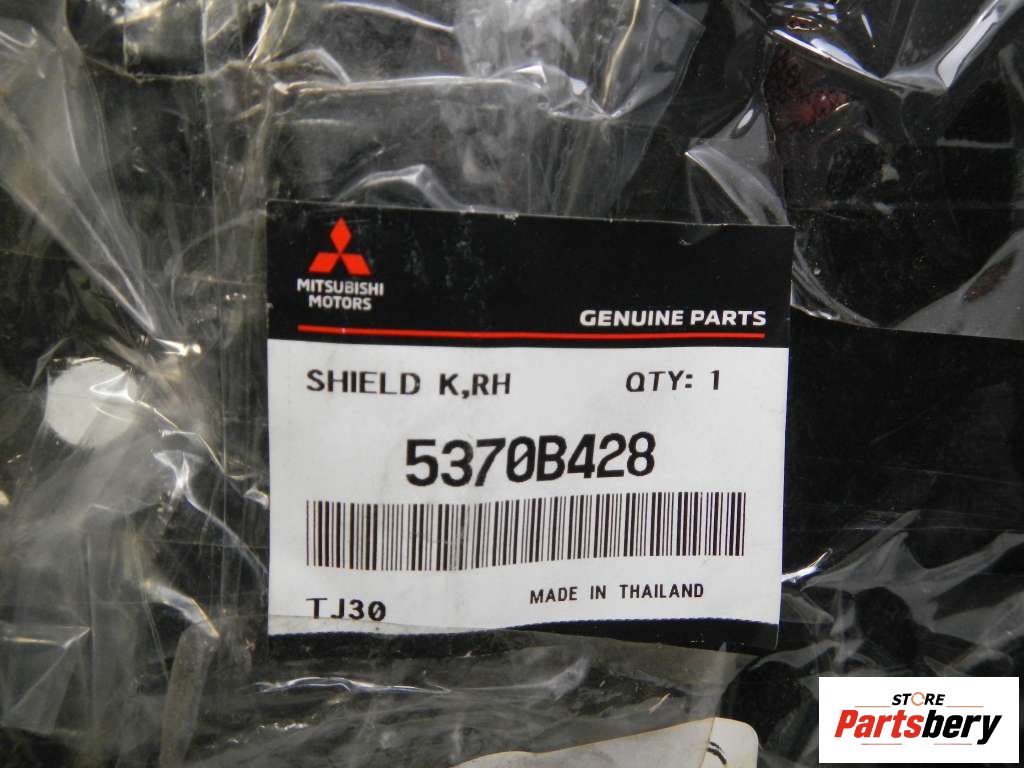 MITSUBISHI
MOTORS
GENUINE PARTS
SHIELD K,RH QTY: 1
5370B428
TJ30 MADE IN THAILAND
STORE
Partsbery